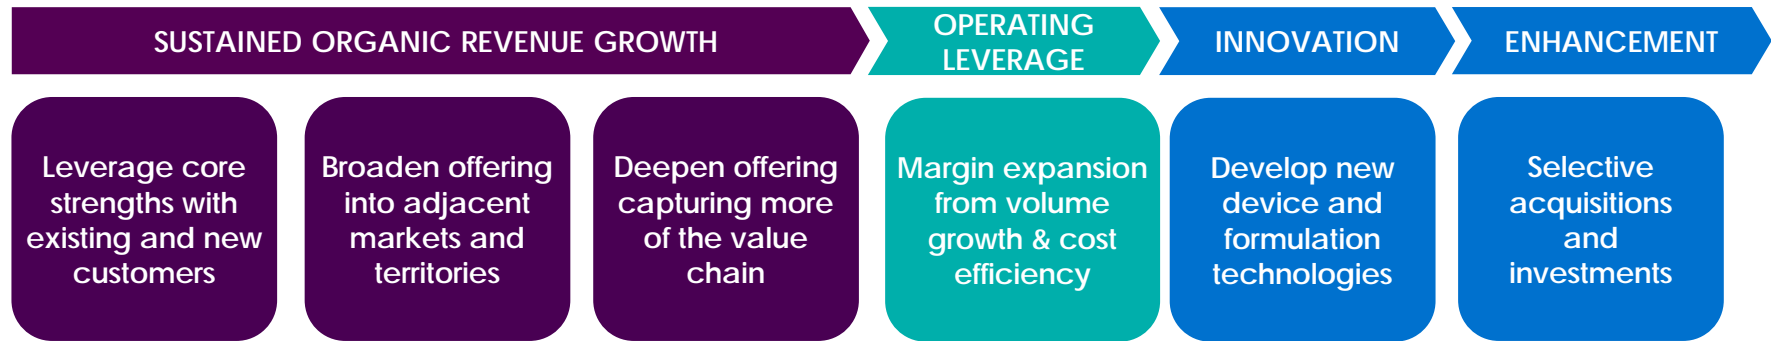 SUSTAINED ORGANIC REVENUE GROWTH
OPERATING
LEVERAGE
INNOVATION
ENHANCEMENT
Leverage core
strengths with
existing and new
customers
Broaden offering
into adjacent
markets and
territories
Deepen offering
capturing more
of the value
chain
Margin expansion
from volume
growth & cost
efficiency
Develop new
device and
formulation
technologies
Selective
acquisitions
and
investments